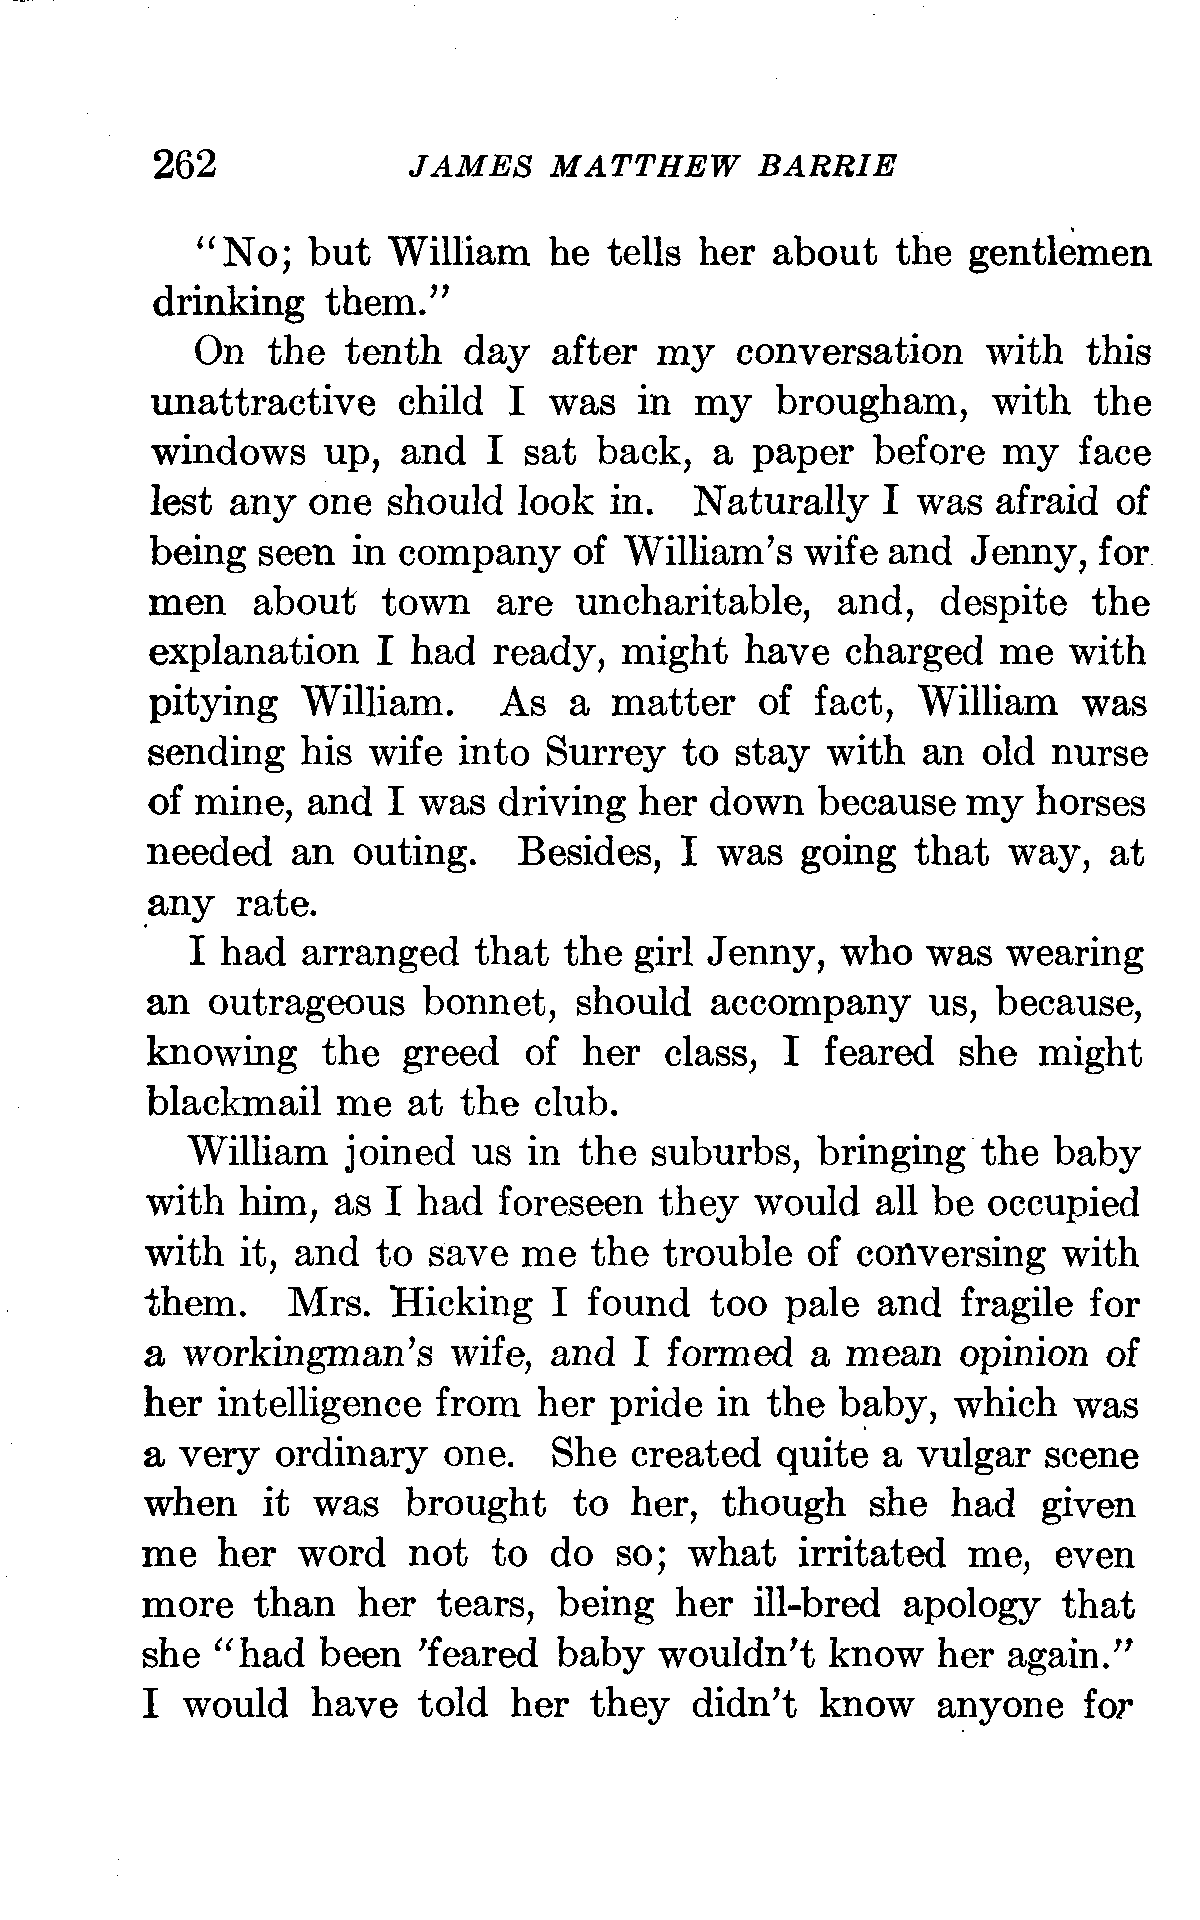 262 JAMES MATTHEW BARRIE
"No; but William he tells her about the gentlemen
drinking them."
On the tenth day after my conversation with this
unattractive child I was in my brougham, with the
windows up, and I sat back, a paper before my face
lest any one should look in. Naturally I was afraid of
being seen in company of William's wife and Jenny, for
men about town are uncharitable, and, despite the
explanation I had ready, might have charged me with
pitying William. As a matter of fact, William was
sending his wife into Surrey to stay with an old nurse
of mine, and I was driving her down because my horses
needed an outing. Besides, I was going that way, at
any rate.
I had arranged that the girl Jenny, who was wearing
an outrageous bonnet, should accompany us, because,
knowing the greed of her class, I feared she might
blackmail me at the club.
William joined us in the suburbs, bringing the baby
with him, as I had foreseen they would all be occupied
with it, and to save me the trouble of conversing with
them. Mrs. Hicking I found too pale and fragile for
a workingman's wife, and I formed a mean opinion of
her intelligence from her pride in the baby, which was
a very ordinary one. She created quite a vulgar scene
when it was brought to her, though she had given
me her word not to do so; what irritated me, even
more than her tears, being her ill-bred apology that
she "had been 'feared baby wouldn't know her again."
I would have told her they didn't know anyone for